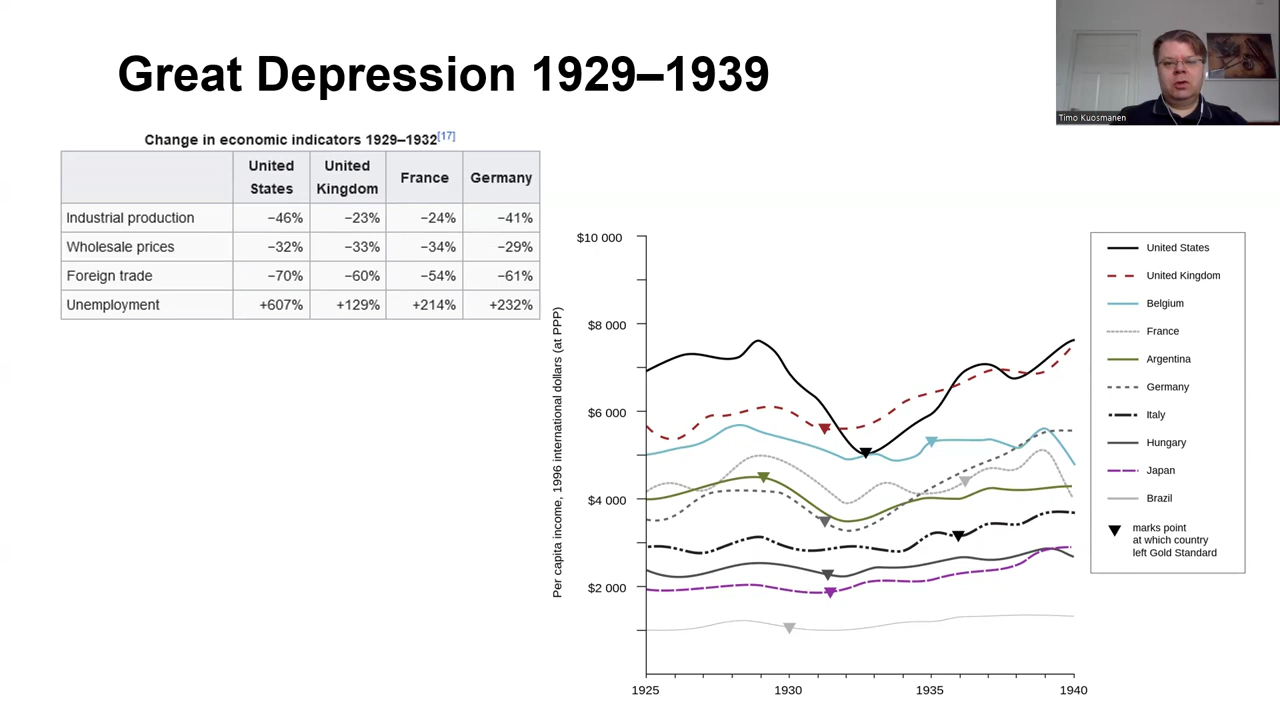 Great Depression 1929–1939
Timo Kuosmanen
Change in economic indicators 1929–1932[17]
United States United Kingdom France Germany
Industrial production −46% −23% −24% −41%
Wholesale prices −32% −33% −34% −29%
Foreign trade −70% −60% −54% −61%
Unemployment +607% +129% +214% +232%
Per capita income, 1996 international dollars (at PPP)
$10 000
$8 000
$6 000
$4 000
$2 000
1925 1930 1935 1940
United States
United Kingdom
Belgium
France
Argentina
Germany
Italy
Hungary
Japan
Brazil
marks point
at which country
left Gold Standard